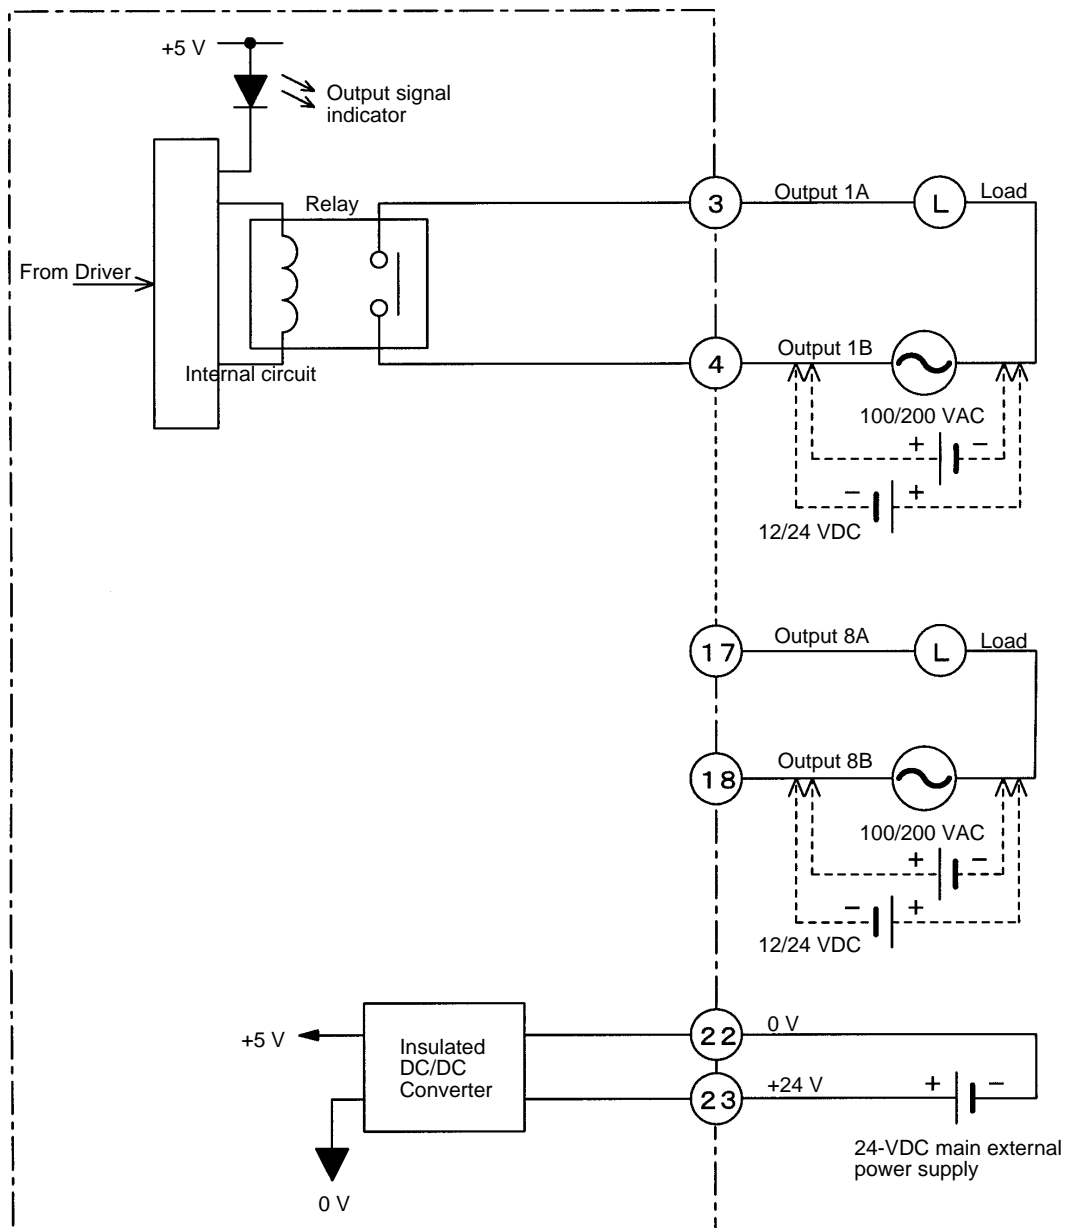 +5 V
Output signal
indicator
Relay
3
Output 1A
L
Load
From Driver
4
Output 1B
Internal circuit
100/200 VAC
+
−
−
+
12/24 VDC
17
Output 8A
L
Load
18
Output 8B
100/200 VAC
+
−
−
+
12/24 VDC
22
0 V
+5 V
Insulated
DC/DC
Converter
23
+24 V
+
−
24-VDC main external
power supply
0 V